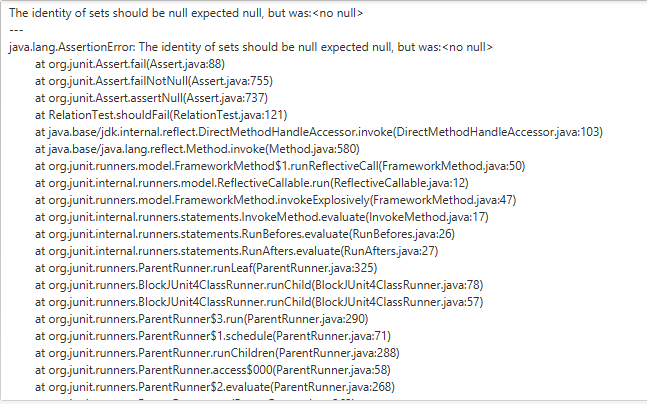 The identity of sets should be null expected null, but was:<no null>
---
java.lang.AssertionError: The identity of sets should be null expected null, but was:<no null>
at org.junit.Assert.fail(Assert.java:88)
at org.junit.Assert.failNotNull(Assert.java:755)
at org.junit.Assert.assertNull(Assert.java:737)
at RelationTest.shouldFail(RelationTest.java:121)
at java.base/jdk.internal.reflect.DirectMethodHandleAccessor.invoke(DirectMethodHandleAccessor.java:103)
at java.base/java.lang.reflect.Method.invoke(Method.java:580)
at org.junit.runners.model.FrameworkMethod$1.runReflectiveCall(FrameworkMethod.java:50)
at org.junit.internal.runners.model.ReflectiveCallable.run(ReflectiveCallable.java:12)
at org.junit.runners.model.FrameworkMethod.invokeExplosively(FrameworkMethod.java:47)
at org.junit.internal.runners.statements.InvokeMethod.evaluate(InvokeMethod.java:17)
at org.junit.internal.runners.statements.RunBefores.evaluate(RunBefores.java:26)
at org.junit.internal.runners.statements.RunAfters.evaluate(RunAfters.java:27)
at org.junit.runners.ParentRunner.runLeaf(ParentRunner.java:325)
at org.junit.runners.BlockJUnit4ClassRunner.runChild(BlockJUnit4ClassRunner.java:78)
at org.junit.runners.BlockJUnit4ClassRunner.runChild(BlockJUnit4ClassRunner.java:57)
at org.junit.runners.ParentRunner$3.run(ParentRunner.java:290)
at org.junit.runners.ParentRunner$1.schedule(ParentRunner.java:71)
at org.junit.runners.ParentRunner.runChildren(ParentRunner.java:288)
at org.junit.runners.ParentRunner.access$000(ParentRunner.java:58)
at org.junit.runners.ParentRunner$2.evaluate(ParentRunner.java:268)